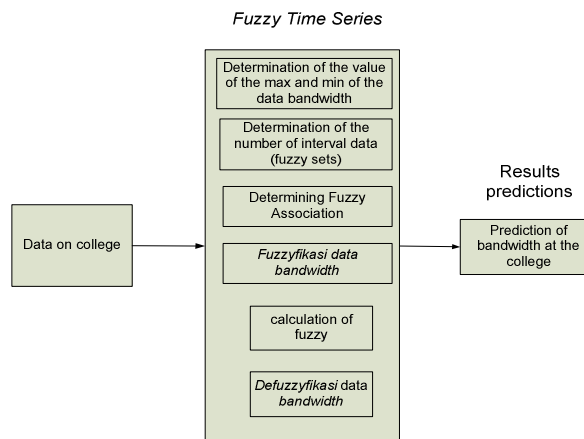 Fuzzy Time Series
Determination of the value
of the max and min of the
data bandwidth
Determination of the
number of interval data
(fuzzy sets)
Determining Fuzzy
Association
Fuzzyfikasi data
bandwidth
calculation of
fuzzy
Defuzzyfikasi data
bandwidth
Data on college
Results
predictions
Prediction of
bandwidth at the
college